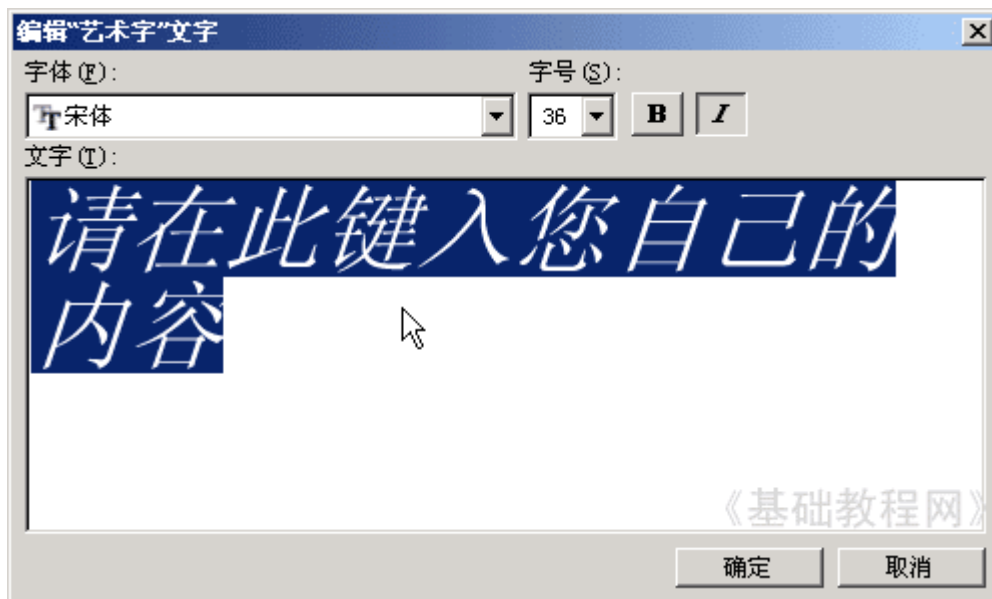 编辑“艺术字”文字
字体(F): 字号(S):
宋体 36 B I
文字(T):
请在此键入您自己的
内容
《基础教程网》
确定 取消